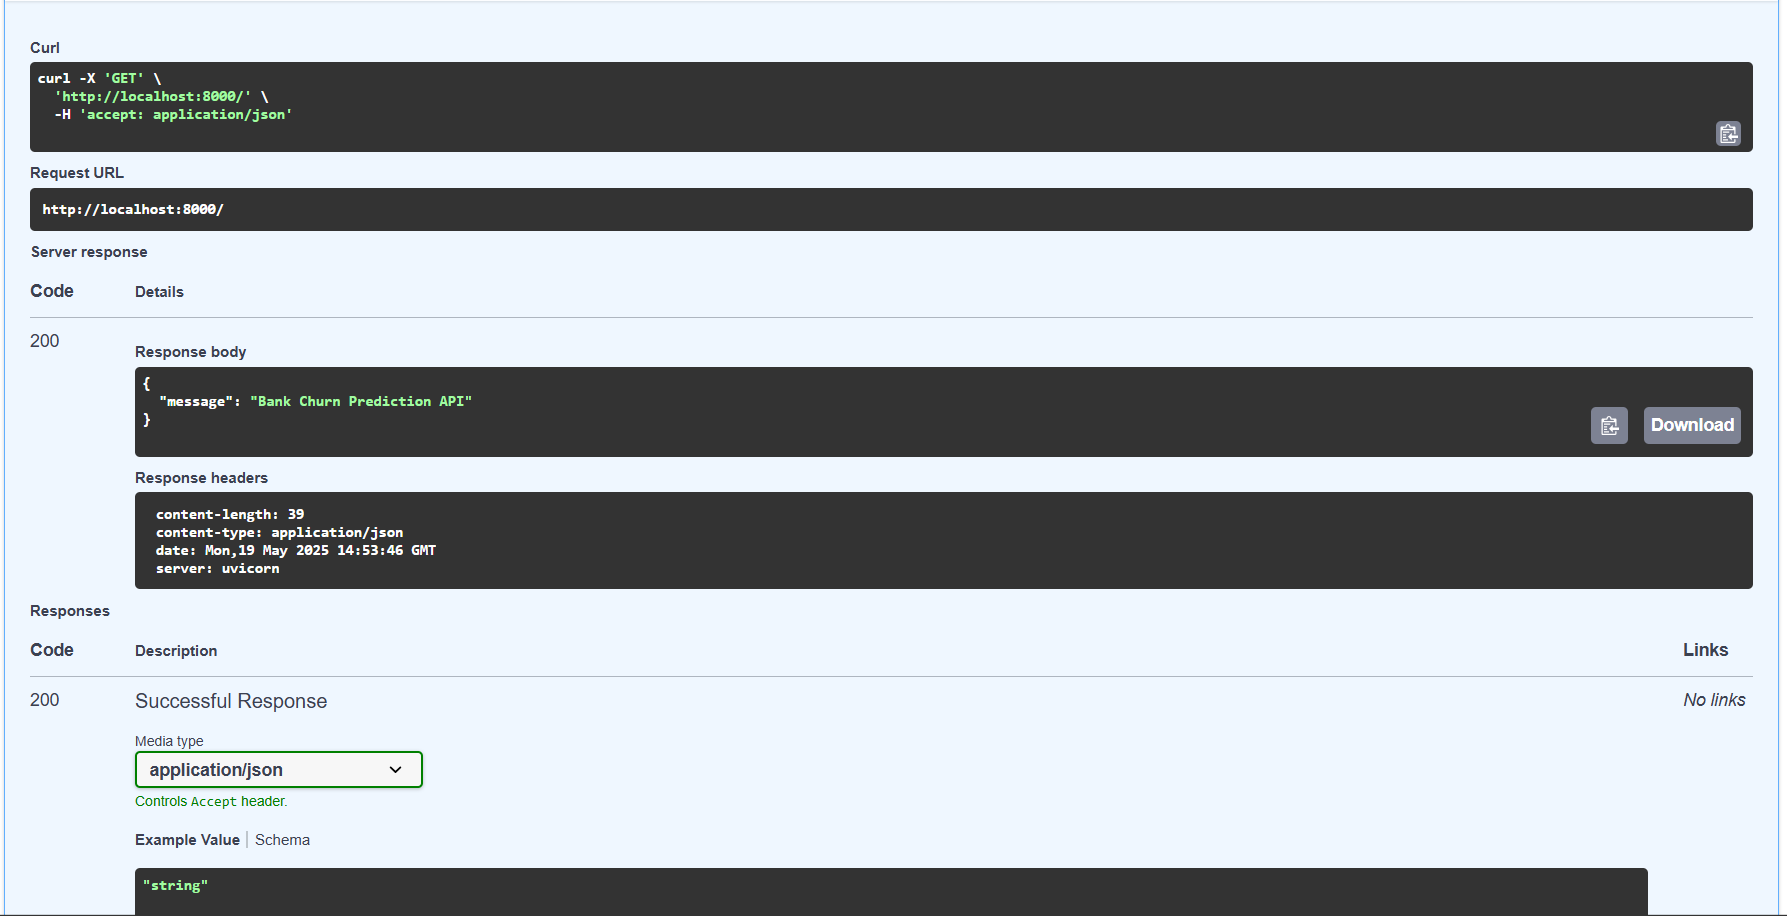 Curl
curl -X 'GET' \
  'http://localhost:8000/' \
  -H 'accept: application/json'
Request URL
http://localhost:8000/
Server response
Code Details
200
Response body
{
  "message": "Bank Churn Prediction API"
}
Download
Response headers
content-length: 39
content-type: application/json
date: Mon,19 May 2025 14:53:46 GMT
server: uvicorn
Responses
Code Description Links
200 Successful Response No links
Media type
application/json
Controls Accept header.
Example Value Schema
"string"